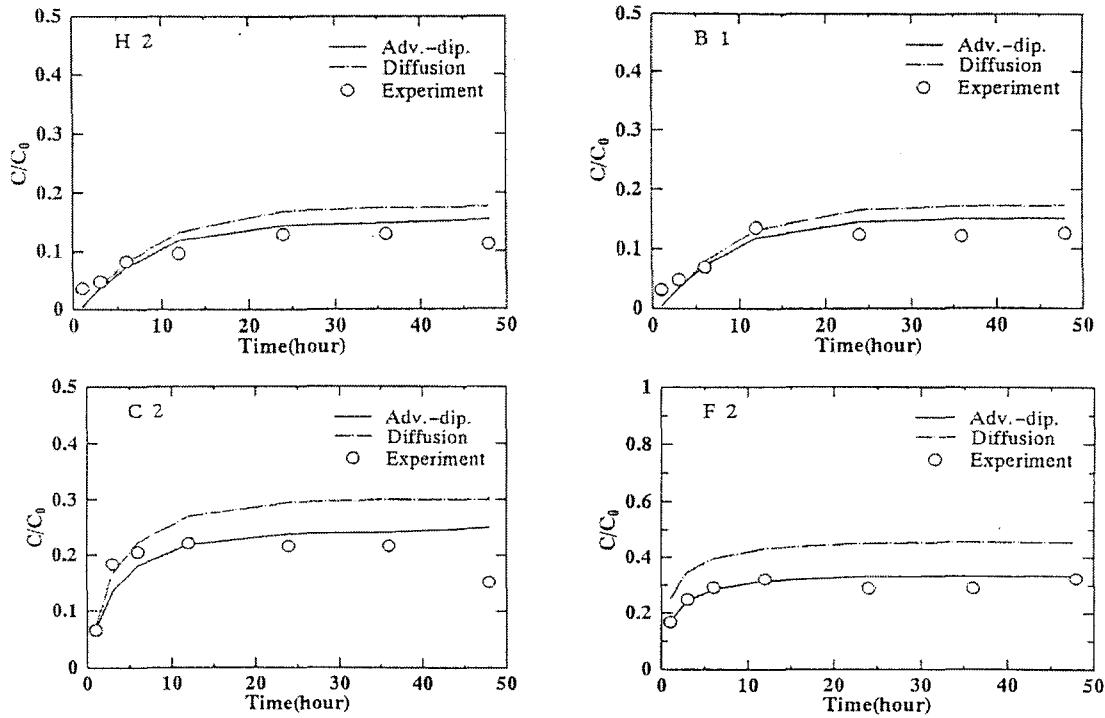 H 2
Adv.-dip.
Diffusion
Experiment
0.5
0.4
0.3
0.2
0.1
0
C/C₀
0 10 20 30 40 50
Time(hour)
B 1
Adv.-dip.
Diffusion
Experiment
0.5
0.4
0.3
0.2
0.1
0
C/C₀
0 10 20 30 40 50
Time(hour)
C 2
Adv.-dip.
Diffusion
Experiment
0.5
0.4
0.3
0.2
0.1
0
C/C₀
0 10 20 30 40 50
Time(hour)
F 2
Adv.-dip.
Diffusion
Experiment
1
0.8
0.6
0.4
0.2
0
C/C₀
0 10 20 30 40 50
Time(hour)